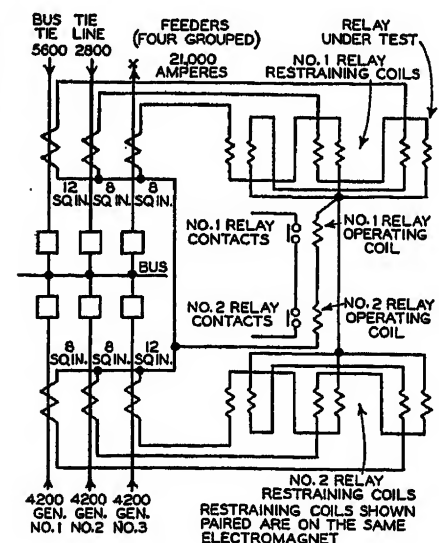 BUS TIE
TIE LINE
5600 2800
FEEDERS
(FOUR GROUPED)
21,000
AMPERES
X
RELAY
UNDER TEST
NO.1 RELAY
RESTRAINING COILS
12 8 8
SQ.IN. SQ.IN. SQ.IN.
NO.1 RELAY
CONTACTS
NO.1 RELAY
OPERATING
COIL
BUS
NO.2 RELAY
CONTACTS
NO.2 RELAY
OPERATING
COIL
8 8 12
SQ.IN. SQ.IN. SQ.IN.
4200 4200 4200
GEN. GEN. GEN.
NO.1 NO.2 NO.3
NO.2 RELAY
RESTRAINING COILS
RESTRAINING COILS SHOWN
PAIRED ARE ON THE SAME
ELECTROMAGNET